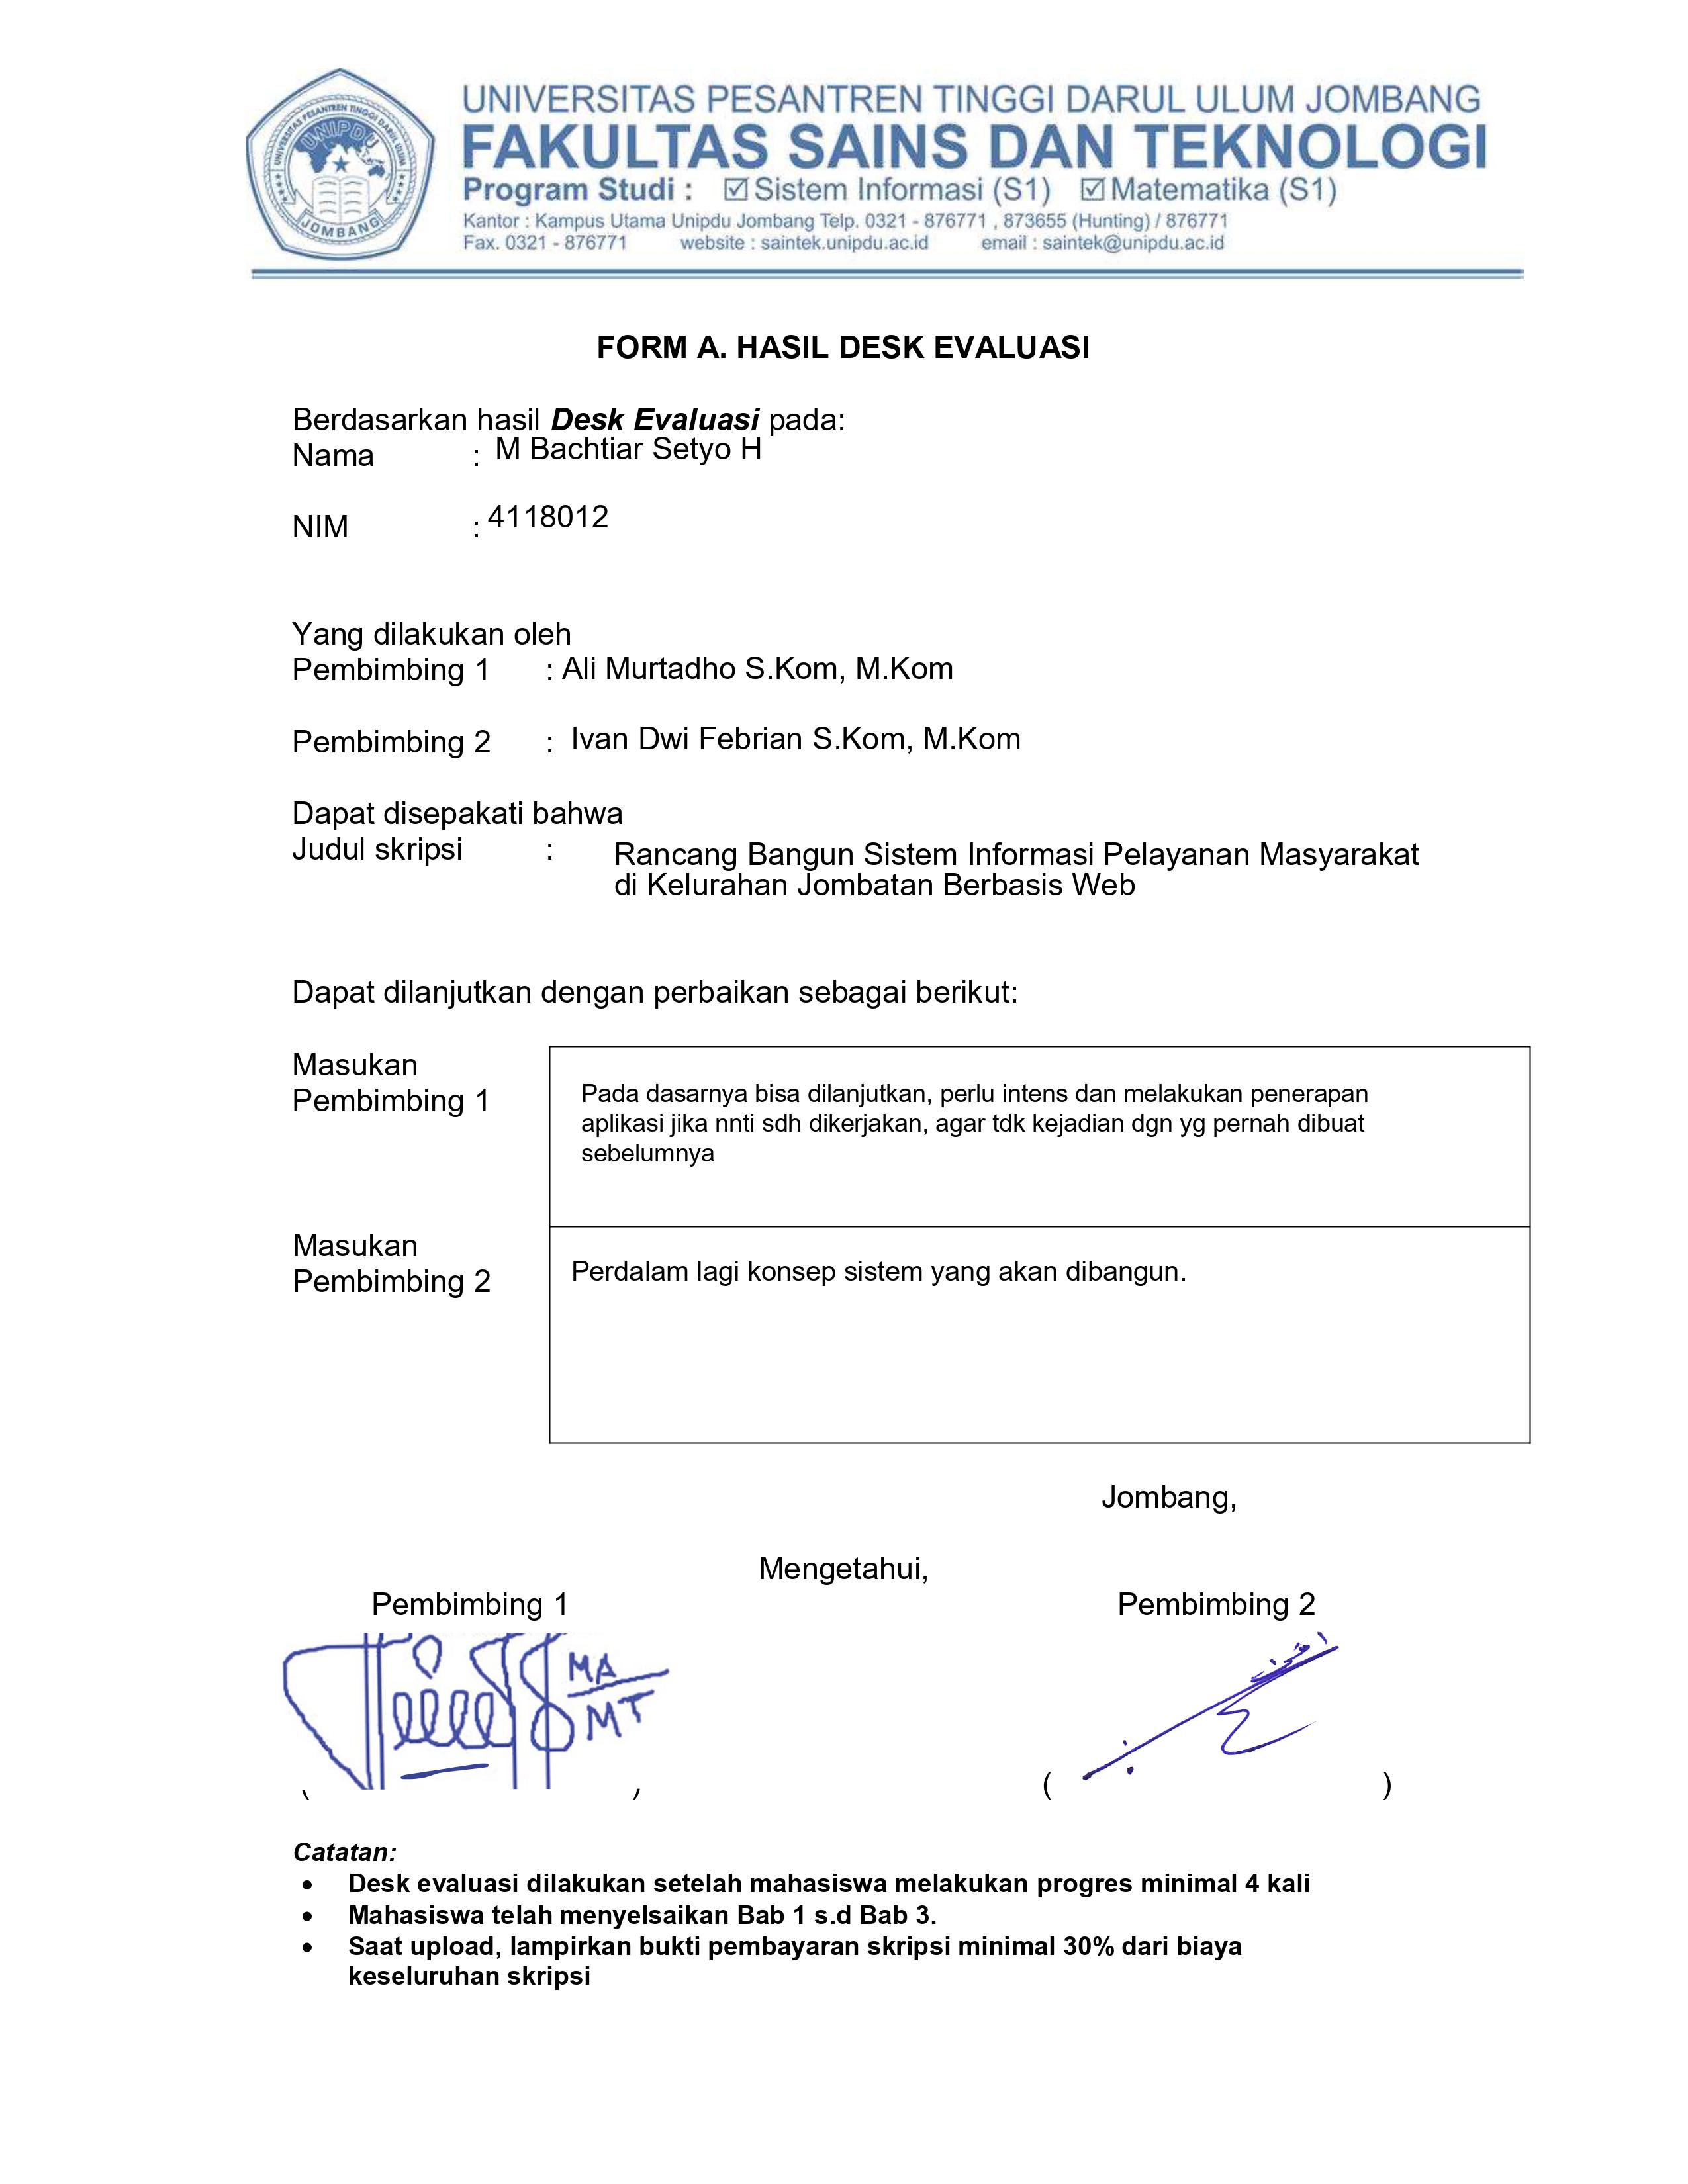 UNIVERSITAS PESANTREN TINGGI DARUL ULUM
UNIPDU
JOMBANG
UNIVERSITAS PESANTREN TINGGI DARUL ULUM JOMBANG
FAKULTAS SAINS DAN TEKNOLOGI
Program Studi : ☑ Sistem Informasi (S1) ☑ Matematika (S1)
Kantor : Kampus Utama Unipdu Jombang Telp. 0321 - 876771 , 873655 (Hunting) / 876771
Fax. 0321 - 876771 website : saintek.unipdu.ac.id email : saintek@unipdu.ac.id
FORM A. HASIL DESK EVALUASI
Berdasarkan hasil Desk Evaluasi pada:
Nama : M Bachtiar Setyo H
NIM : 4118012
Yang dilakukan oleh
Pembimbing 1 : Ali Murtadho S.Kom, M.Kom
Pembimbing 2 : Ivan Dwi Febrian S.Kom, M.Kom
Dapat disepakati bahwa
Judul skripsi : Rancang Bangun Sistem Informasi Pelayanan Masyarakat
di Kelurahan Jombatan Berbasis Web
Dapat dilanjutkan dengan perbaikan sebagai berikut:
Masukan
Pembimbing 1
Pada dasarnya bisa dilanjutkan, perlu intens dan melakukan penerapan
aplikasi jika nnti sdh dikerjakan, agar tdk kejadian dgn yg pernah dibuat
sebelumnya
Masukan
Pembimbing 2
Perdalam lagi konsep sistem yang akan dibangun.
Jombang,
Mengetahui,
Pembimbing 1 Pembimbing 2
MA
MT
( )
Catatan:
• Desk evaluasi dilakukan setelah mahasiswa melakukan progres minimal 4 kali
• Mahasiswa telah menyelsaikan Bab 1 s.d Bab 3.
• Saat upload, lampirkan bukti pembayaran skripsi minimal 30% dari biaya
keseluruhan skripsi